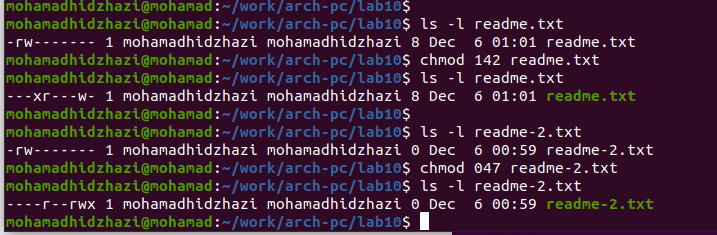 mohamadhidzhazi@mohamad:~/work/arch-pc/lab10$
mohamadhidzhazi@mohamad:~/work/arch-pc/lab10$ ls -l readme.txt
-rw------- 1 mohamadhidzhazi mohamadhidzhazi 8 Dec  6 01:01 readme.txt
mohamadhidzhazi@mohamad:~/work/arch-pc/lab10$ chmod 142 readme.txt
mohamadhidzhazi@mohamad:~/work/arch-pc/lab10$ ls -l readme.txt
---xr---w- 1 mohamadhidzhazi mohamadhidzhazi 8 Dec  6 01:01 readme.txt
mohamadhidzhazi@mohamad:~/work/arch-pc/lab10$
mohamadhidzhazi@mohamad:~/work/arch-pc/lab10$ ls -l readme-2.txt
-rw------- 1 mohamadhidzhazi mohamadhidzhazi 0 Dec  6 00:59 readme-2.txt
mohamadhidzhazi@mohamad:~/work/arch-pc/lab10$ chmod 047 readme-2.txt
mohamadhidzhazi@mohamad:~/work/arch-pc/lab10$ ls -l readme-2.txt
----r--rwx 1 mohamadhidzhazi mohamadhidzhazi 0 Dec  6 00:59 readme-2.txt
mohamadhidzhazi@mohamad:~/work/arch-pc/lab10$